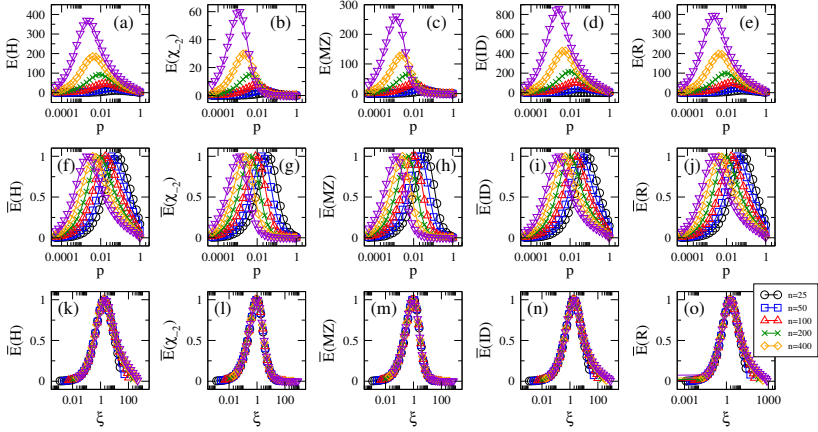 (a) (b) (c) (d) (e)
E(H) E(χ₋₂) E(MZ) E(ID) E(R)
400 300 200 100 0
60 40 20 0
300 200 100 0
800 600 400 200 0
400 300 200 100 0
0.0001 0.01 1 0.0001 0.01 1 0.0001 0.01 1 0.0001 0.01 1 0.0001 0.01 1
p p p p p
(f) (g) (h) (i) (j)
E̅(H) E̅(χ₋₂) E̅(MZ) E̅(ID) E̅(R)
1 0.5 0 1 0.5 0 1 0.5 0 1 0.5 0 1 0.5 0
0.0001 0.01 1 0.0001 0.01 1 0.0001 0.01 1 0.0001 0.01 1 0.0001 0.01 1
p p p p p
(k) (l) (m) (n) (o)
E̅(H) E̅(χ₋₂) E̅(MZ) E̅(ID) E̅(R)
1 0.5 0 1 0.5 0 1 0.5 0 1 0.5 0 1 0.5 0
0.01 1 100 0.01 1 100 0.01 1 100 0.01 1 100 0.001 1 1000
ξ ξ ξ ξ ξ
n=25
n=50
n=100
n=200
n=400